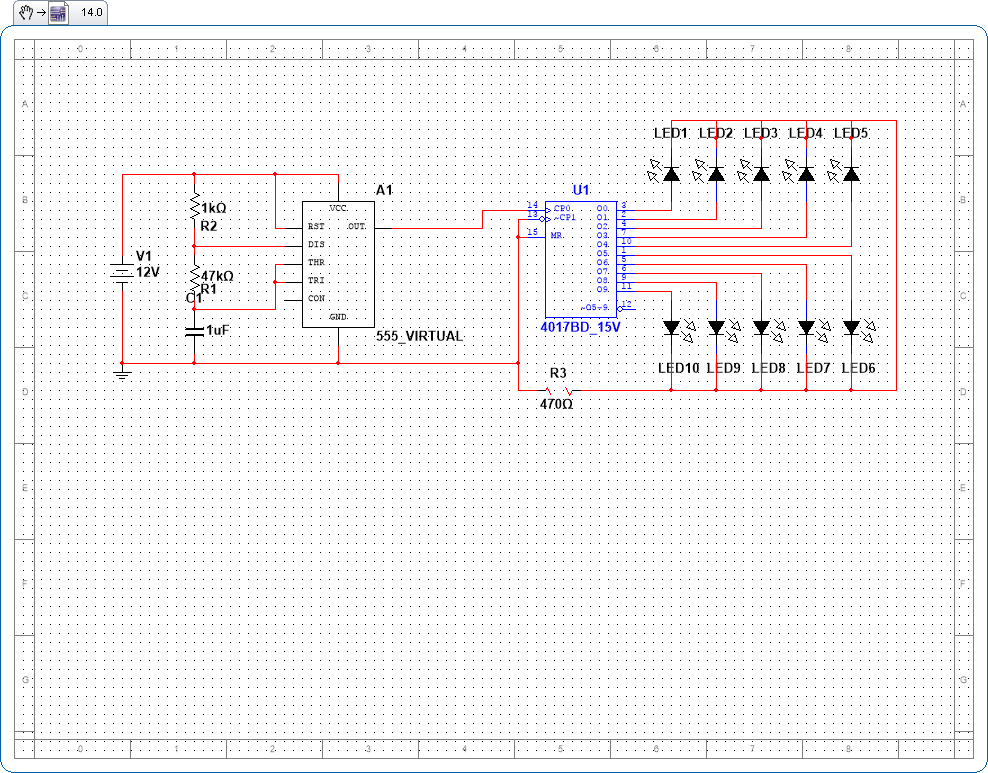 14.0
0 1 2 3 4 5 6 7 8
A A
LED1 LED2 LED3 LED4 LED5
B B
A1
U1
VCC
1kΩ
R2
RST OUT
DIS
THR
TRI
CON
GND
555_VIRTUAL
V1
12V
47kΩ
R1
C1
1uF
14 CP0
13 ~CP1
15 MR
O0 3
O1 2
O2 4
O3 7
O4 10
O5 1
O6 5
O7 6
O8 9
O9 11
~O5-9 12
4017BD_15V
C C
LED10 LED9 LED8 LED7 LED6
R3
470Ω
D D
E E
F F
G G
0 1 2 3 4 5 6 7 8